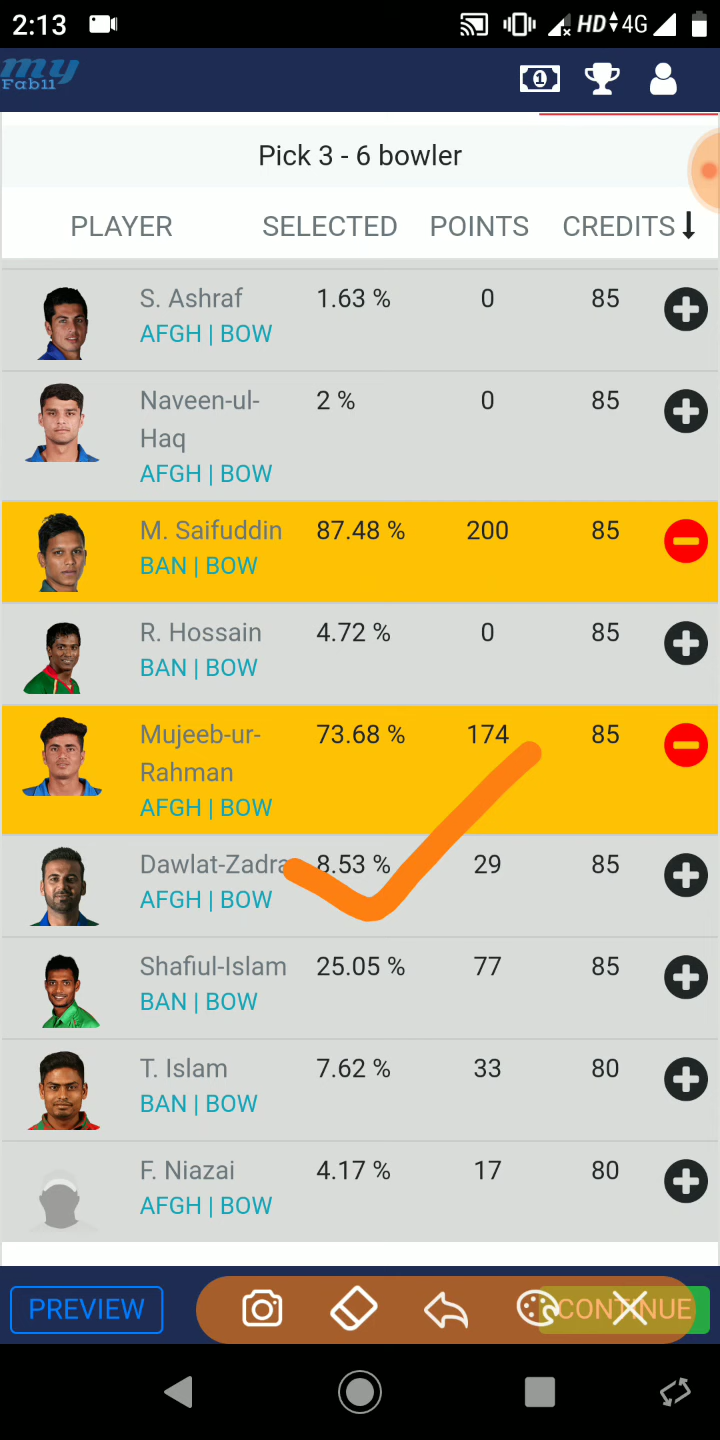 2:13 HD 4G
my
Fab11
Pick 3 - 6 bowler
PLAYER SELECTED POINTS CREDITS
S. Ashraf 1.63 % 0 85
AFGH | BOW
Naveen-ul- 2 % 0 85
Haq
AFGH | BOW
M. Saifuddin 87.48 % 200 85
BAN | BOW
R. Hossain 4.72 % 0 85
BAN | BOW
Mujeeb-ur- 73.68 % 174 85
Rahman
AFGH | BOW
Dawlat-Zadra 8.53 % 29 85
AFGH | BOW
Shafiul-Islam 25.05 % 77 85
BAN | BOW
T. Islam 7.62 % 33 80
BAN | BOW
F. Niazai 4.17 % 17 80
AFGH | BOW
PREVIEW CONTINUE